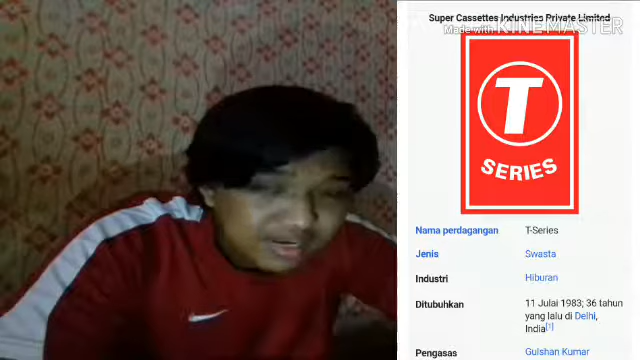 Super Cassettes Industries Private Limited
Made with KINEMASTER
T
SERIES
Nama perdagangan T-Series
Jenis Swasta
Industri Hiburan
Ditubuhkan 11 Julai 1983; 36 tahun
yang lalu di Delhi,
India[1]
Pengasas Gulshan Kumar